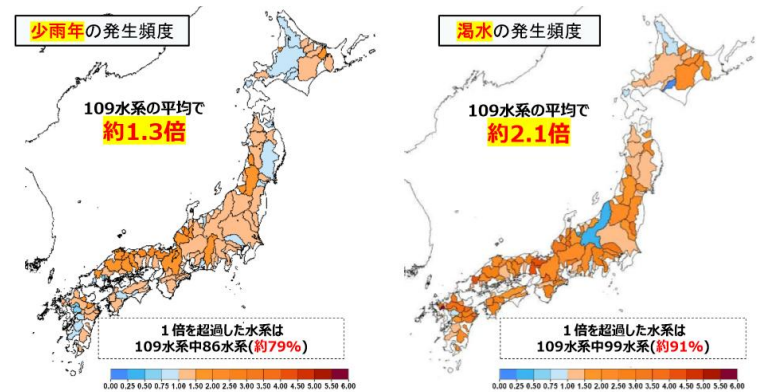 少雨年の発生頻度
109水系の平均で
約1.3倍
１倍を超過した水系は
109水系中86水系(約79%)
0.00 0.25 0.50 0.75 1.00 1.50 2.00 2.50 3.00 3.50 4.00 4.50 5.00 5.50 6.00
渇水の発生頻度
109水系の平均で
約2.1倍
１倍を超過した水系は
109水系中99水系(約91%)
0.00 0.25 0.50 0.75 1.00 1.50 2.00 2.50 3.00 3.50 4.00 4.50 5.00 5.50 6.00